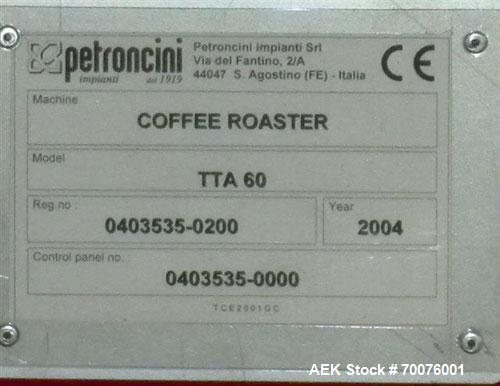 petroncini
impianti dal 1919
Petroncini impianti Srl
Via del Fantino, 2/A
44047 S. Agostino (FE) - Italia
CE
Machine
COFFEE ROASTER
Model
TTA 60
Reg.no :
0403535-0200
Year
2004
Control panel no. :
0403535-0000
TCE2001GC
AEK Stock # 70076001